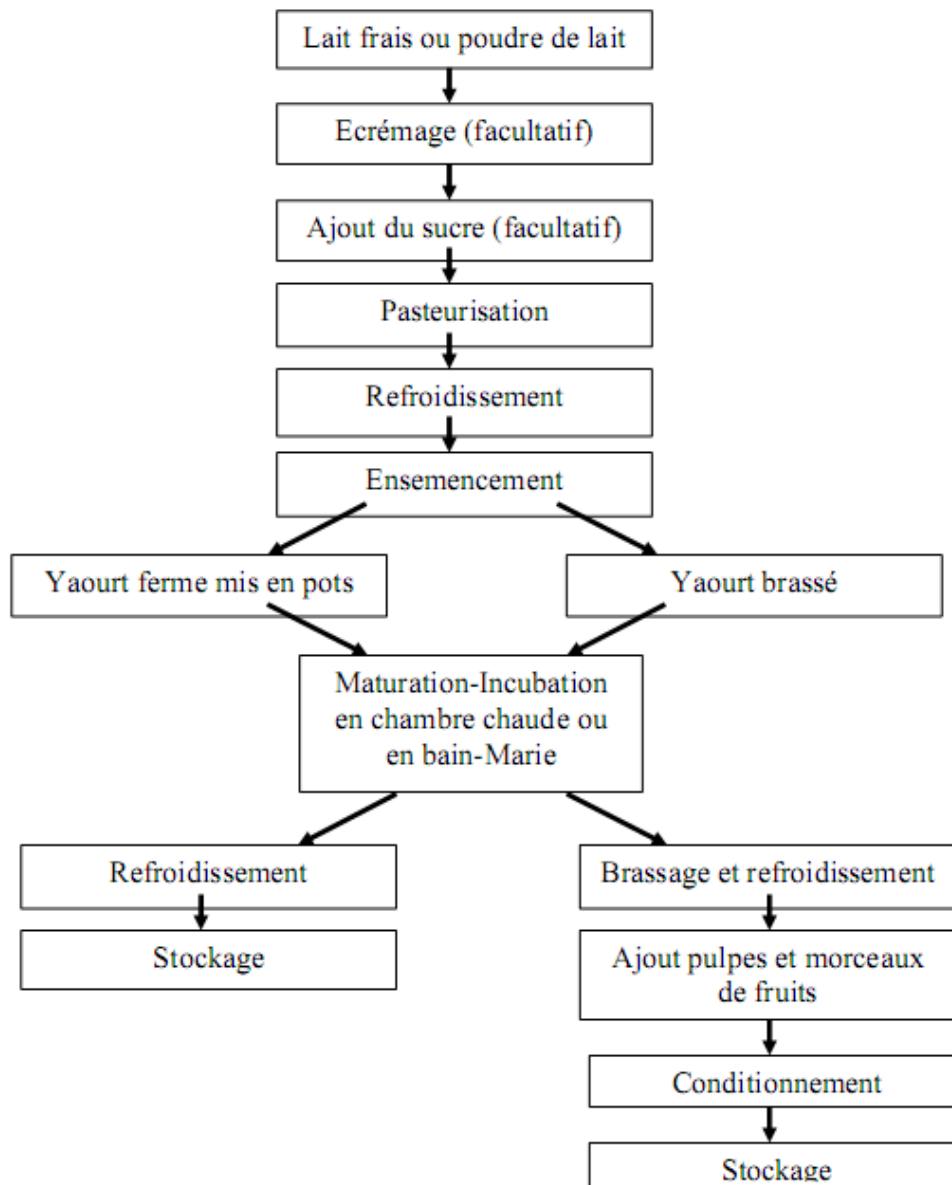 Lait frais ou poudre de lait
Ecrémage (facultatif)
Ajout du sucre (facultatif)
Pasteurisation
Refroidissement
Ensemencement
Yaourt ferme mis en pots
Yaourt brassé
Maturation-Incubation
en chambre chaude ou
en bain-Marie
Refroidissement
Brassage et refroidissement
Stockage
Ajout pulpes et morceaux
de fruits
Conditionnement
Stockage